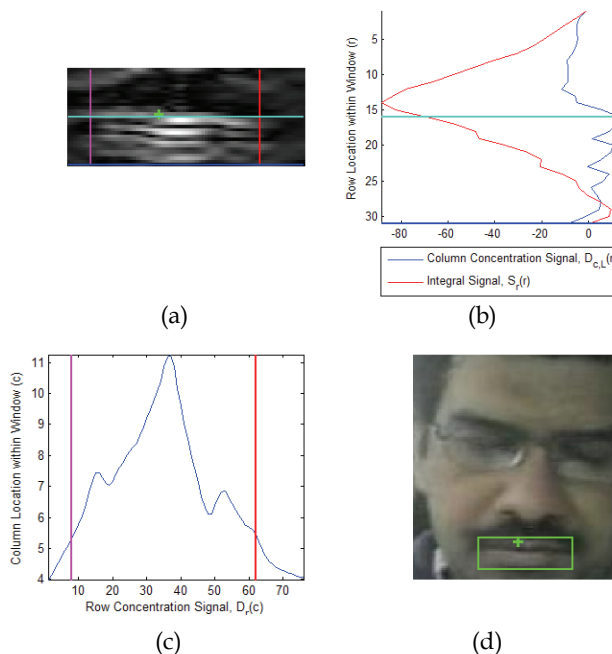 5
10
15
20
25
30
Row Location within Window (r)
-80 -60 -40 -20 0
Column Concentration Signal, D_c,L(r
Integral Signal, S_r(r)
(a)
(b)
11
10
9
8
7
6
5
4
Column Location within Window (c)
10 20 30 40 50 60 70
Row Concentration Signal, D_r(c)
(c)
(d)